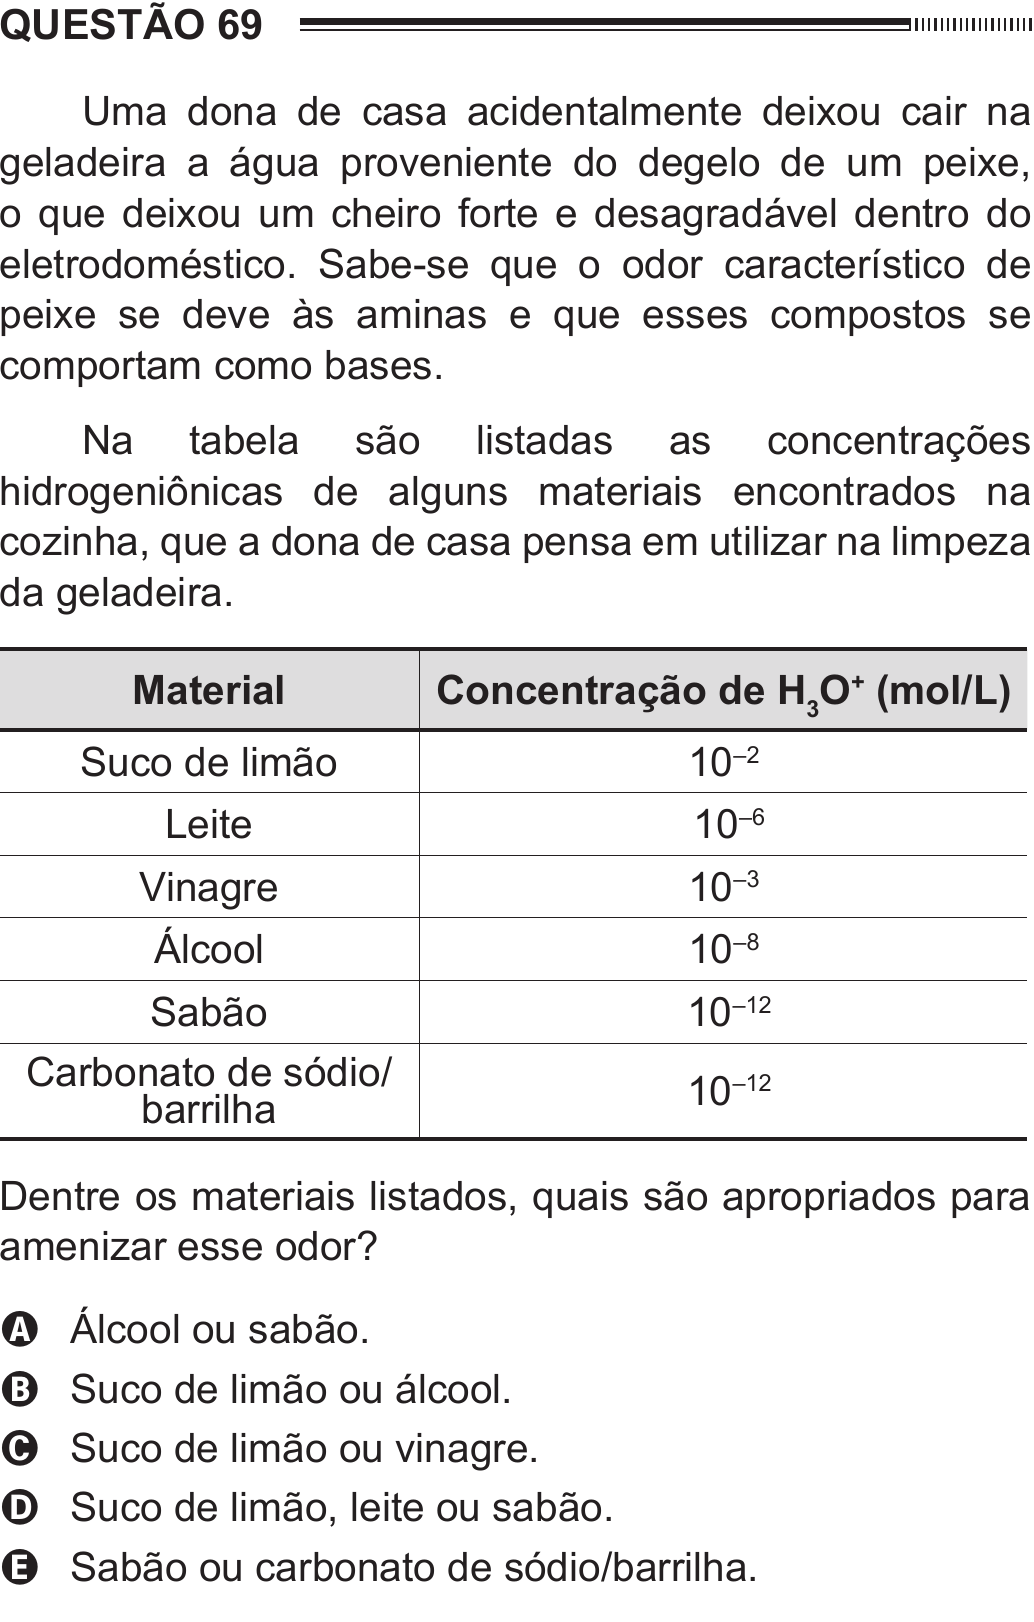 QUESTÃO 69
Uma dona de casa acidentalmente deixou cair na
geladeira a água proveniente do degelo de um peixe,
o que deixou um cheiro forte e desagradável dentro do
eletrodoméstico. Sabe-se que o odor característico de
peixe se deve às aminas e que esses compostos se
comportam como bases.
Na tabela são listadas as concentrações
hidrogeniônicas de alguns materiais encontrados na
cozinha, que a dona de casa pensa em utilizar na limpeza
da geladeira.
Material Concentração de H₃O⁺ (mol/L)
Suco de limão 10⁻²
Leite 10⁻⁶
Vinagre 10⁻³
Álcool 10⁻⁸
Sabão 10⁻¹²
Carbonato de sódio/
barrilha 10⁻¹²
Dentre os materiais listados, quais são apropriados para
amenizar esse odor?
A Álcool ou sabão.
B Suco de limão ou álcool.
C Suco de limão ou vinagre.
D Suco de limão, leite ou sabão.
E Sabão ou carbonato de sódio/barrilha.